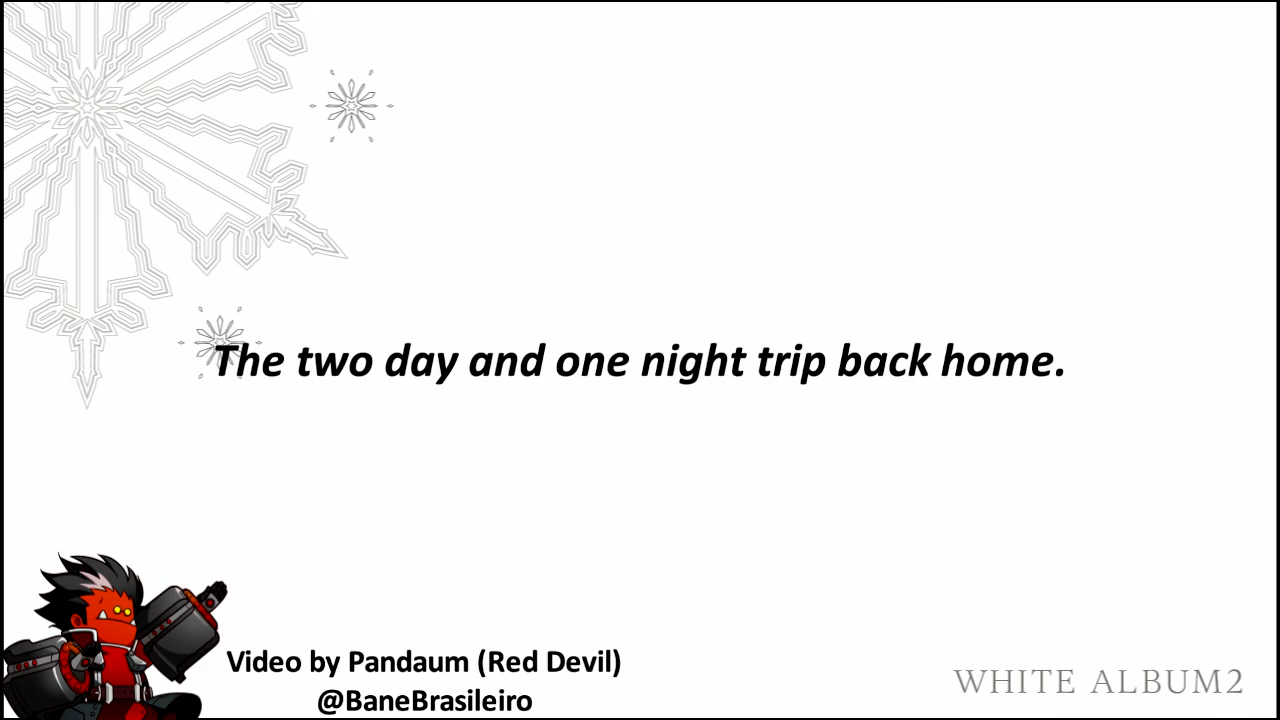 The two day and one night trip back home.
Video by Pandaum (Red Devil)
@BaneBrasileiro
WHITE ALBUM2